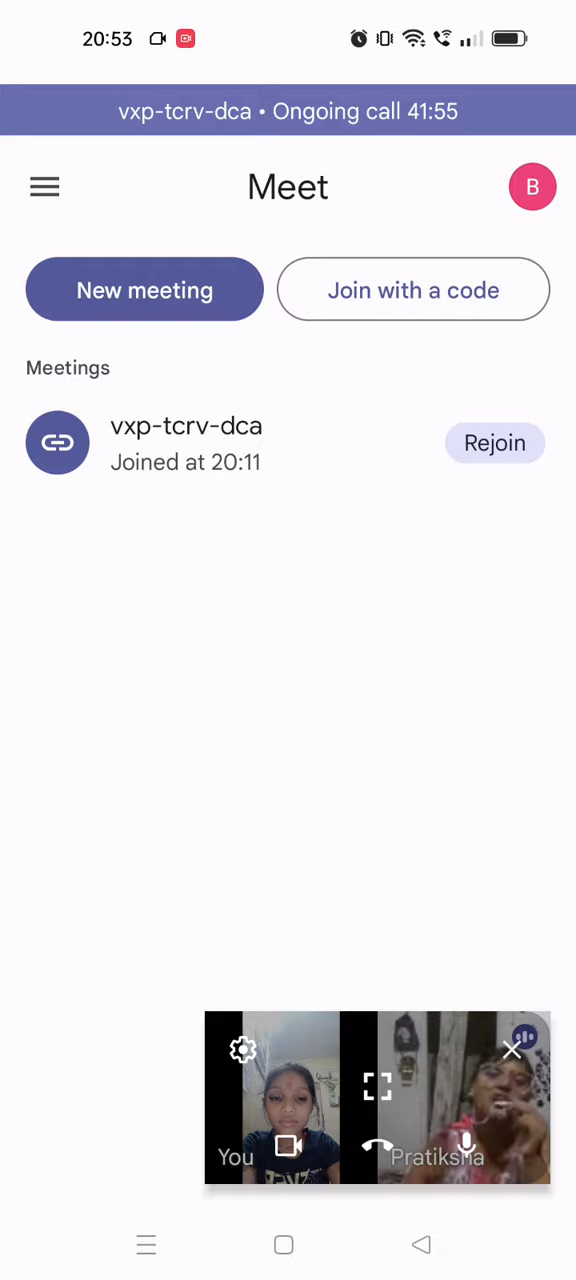 20:53
vxp-tcrv-dca • Ongoing call 41:55
Meet
B
New meeting
Join with a code
Meetings
vxp-tcrv-dca
Joined at 20:11
Rejoin
You
Pratiksha